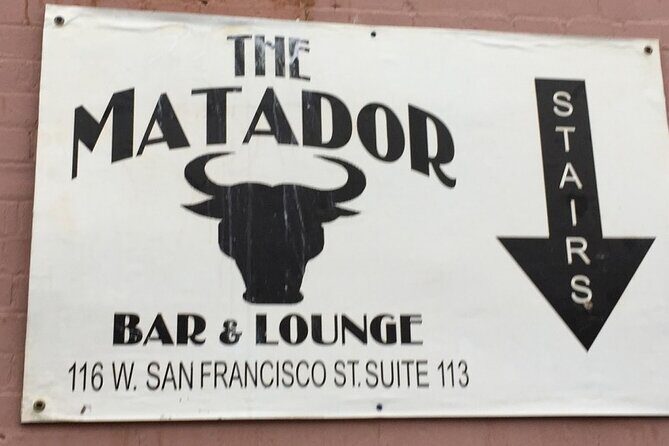 THE
MATADOR
BAR & LOUNGE
116 W. SAN FRANCISCO ST. SUITE 113
STAIRS